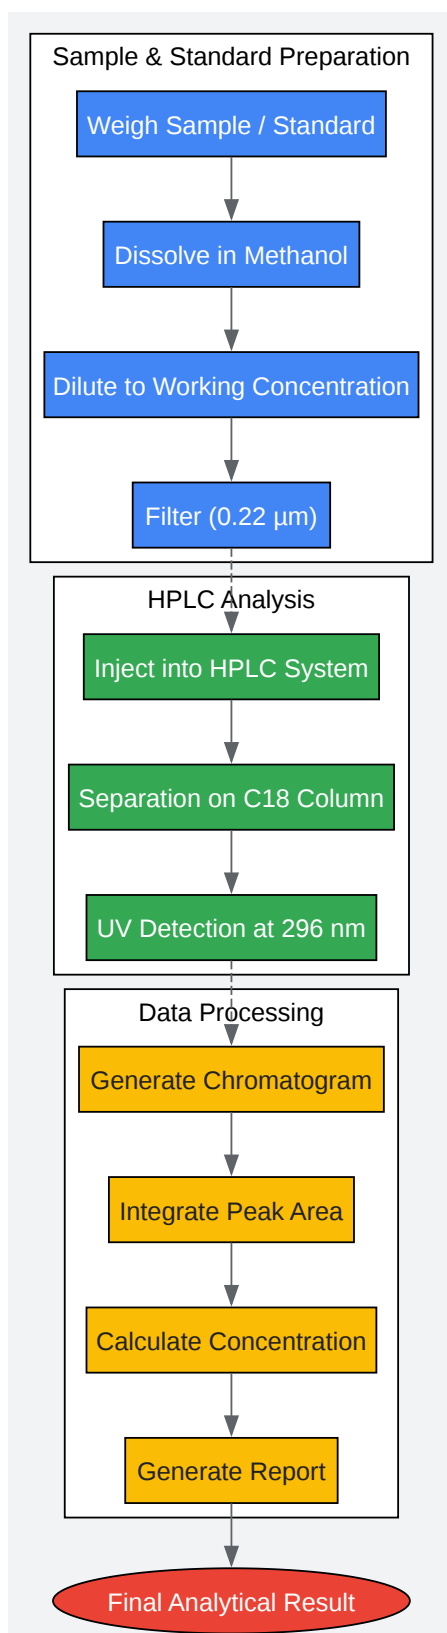 Sample & Standard Preparation
Weigh Sample / Standard
Dissolve in Methanol
Dilute to Working Concentration
Filter (0.22 µm)
HPLC Analysis
Inject into HPLC System
Separation on C18 Column
UV Detection at 296 nm
Data Processing
Generate Chromatogram
Integrate Peak Area
Calculate Concentration
Generate Report
Final Analytical Result